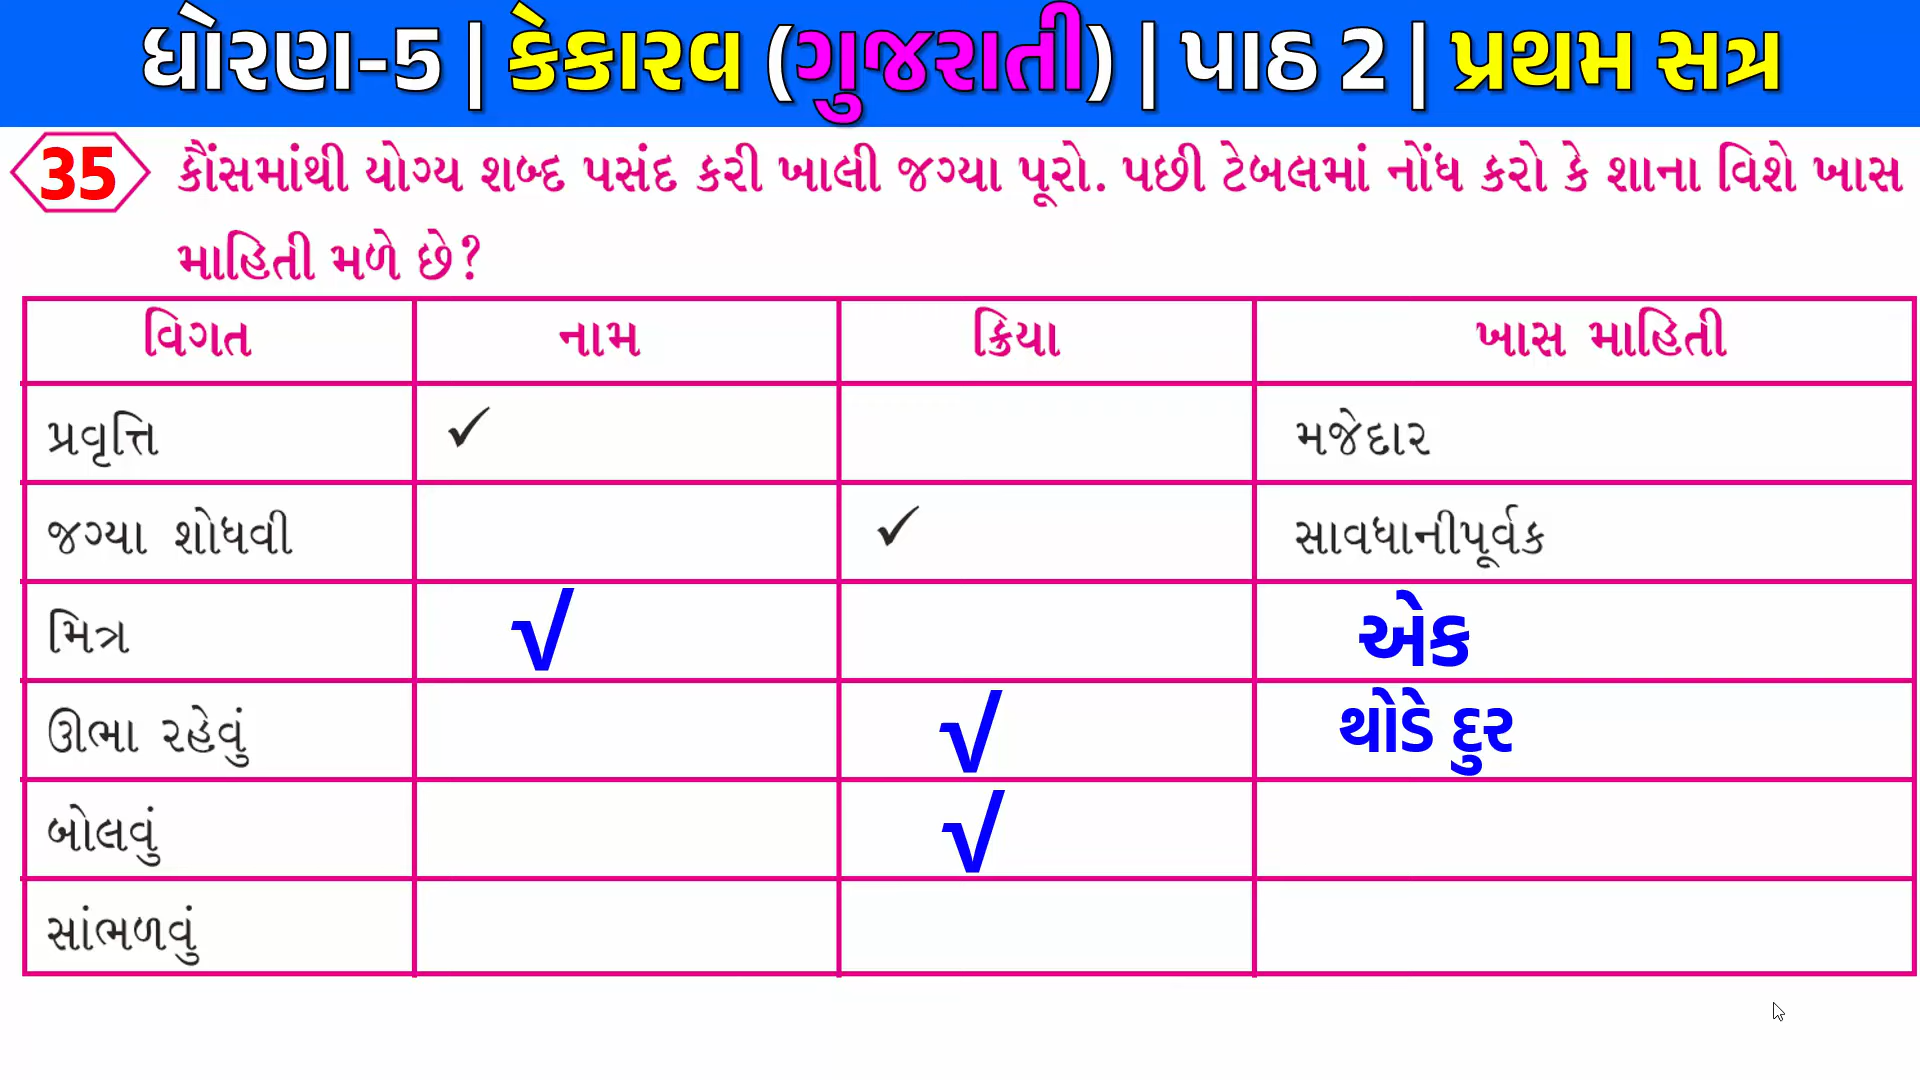 ધોરણ-5 | કેકારવ (ગુજરાતી) | પાઠ 2 | પ્રથમ સત્ર
35 કૌંસમાંથી યોગ્ય શબ્દ પસંદ કરી ખાલી જગ્યા પૂરો. પછી ટેબલમાં નોંધ કરો કે શાના વિશે ખાસ
માહિતી મળે છે?
વિગત નામ ક્રિયા ખાસ માહિતી
પ્રવૃત્તિ ✓ મજેદાર
જગ્યા શોધવી ✓ સાવધાનીપૂર્વક
મિત્ર √ એક
ઊભા રહેવું √ થોડે દુર
બોલવું √
સાંભળવું